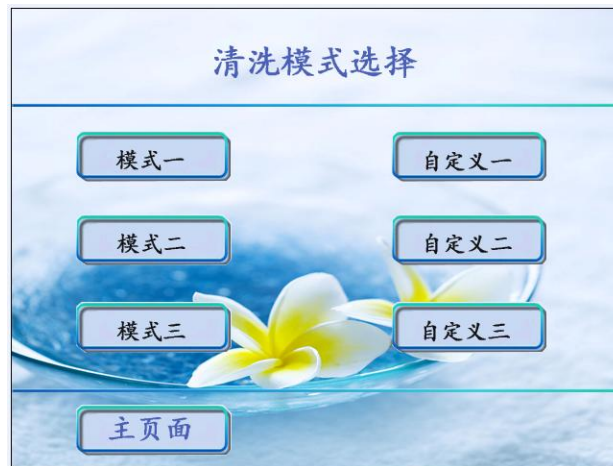 清洗模式选择
模式一 自定义一
模式二 自定义二
模式三 自定义三
主页面